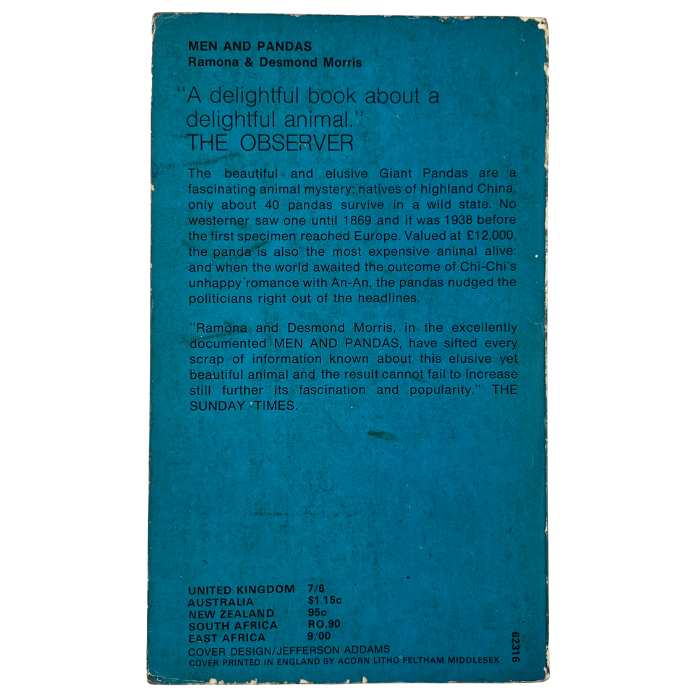 MEN AND PANDAS
Ramona & Desmond Morris
"A delightful book about a
delightful animal."
THE OBSERVER
The beautiful and elusive Giant Pandas are a
fascinating animal mystery: natives of highland China,
only about 40 pandas survive in a wild state. No
westerner saw one until 1869 and it was 1938 before
the first specimen reached Europe. Valued at £12,000,
the panda is also the most expensive animal alive:
and when the world awaited the outcome of Chi-Chi's
unhappy romance with An-An, the pandas nudged the
politicians right out of the headlines.
"Ramona and Desmond Morris, in the excellently
documented MEN AND PANDAS, have sifted every
scrap of information known about this elusive yet
beautiful animal and the result cannot fail to increase
still further its fascination and popularity." THE
SUNDAY TIMES.
UNITED KINGDOM 7/6
AUSTRALIA $1.15c
NEW ZEALAND 95c
SOUTH AFRICA RO.90
EAST AFRICA 9/00
COVER DESIGN/JEFFERSON ADDAMS
COVER PRINTED IN ENGLAND BY ACORN LITHO FELTHAM MIDDLESEX
62316